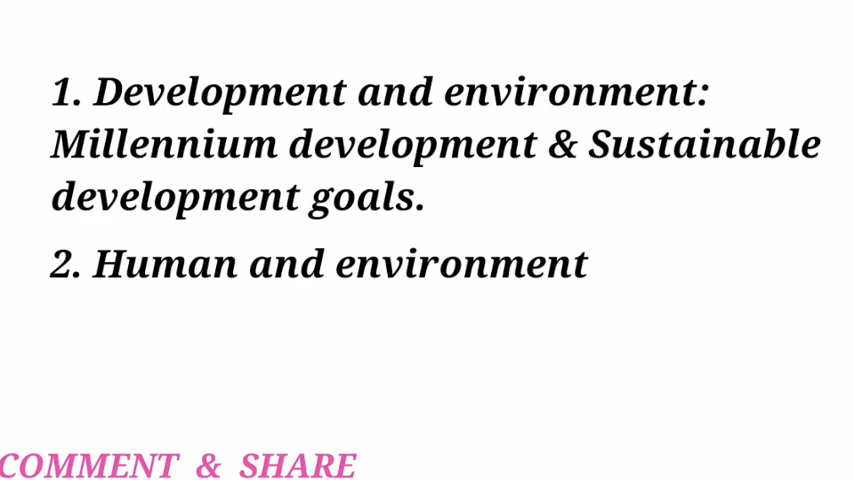 1. Development and environment:
Millennium development & Sustainable
development goals.
2. Human and environment
COMMENT & SHARE